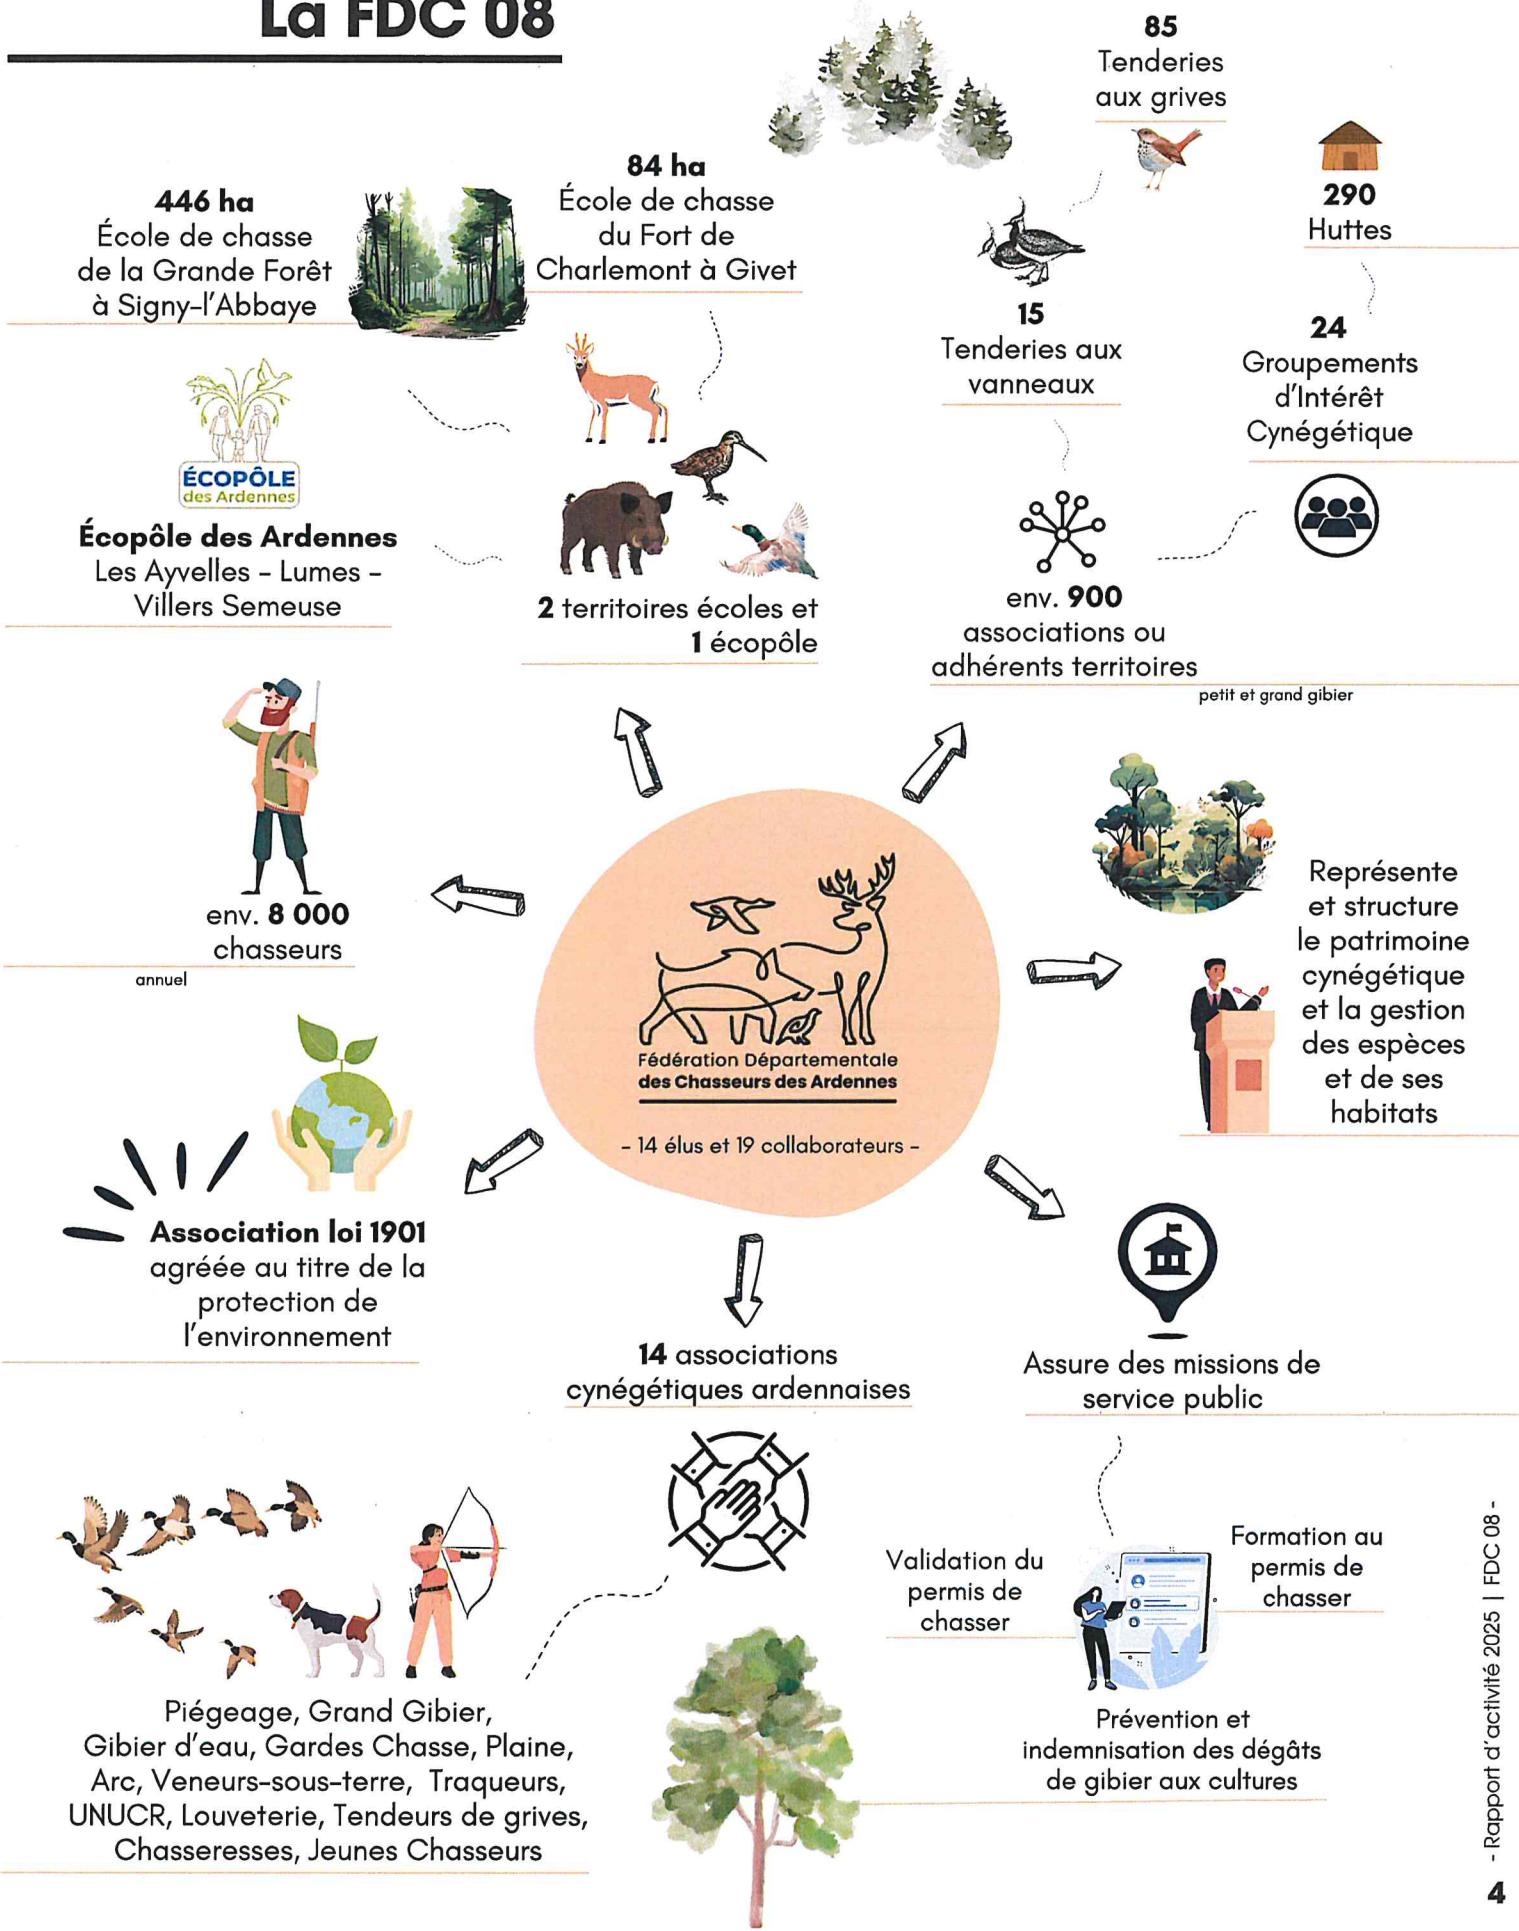 La FDC 08
446 ha
École de chasse
de la Grande Forêt
à Signy-l'Abbaye
84 ha
École de chasse
du Fort de
Charlemont à Givet
85
Tenderies
aux grives
290
Huttes
15
Tenderies aux
vanneaux
24
Groupements
d'Intérêt
Cynégétique
ÉCOPÔLE
des Ardennes
Écopôle des Ardennes
Les Ayvelles - Lumes -
Villers Semeuse
2 territoires écoles et
1 écopôle
env. 900
associations ou
adhérents territoires
petit et grand gibier
env. 8 000
chasseurs
annuel
Représente
et structure
le patrimoine
cynégétique
et la gestion
des espèces
et de ses
habitats
Fédération Départementale
des Chasseurs des Ardennes
- 14 élus et 19 collaborateurs -
Association loi 1901
agréée au titre de la
protection de
l'environnement
14 associations
cynégétiques ardennaises
Assure des missions de
service public
Validation du
permis de
chasser
Formation au
permis de
chasser
Prévention et
indemnisation des dégâts
de gibier aux cultures
Piégeage, Grand Gibier,
Gibier d'eau, Gardes Chasse, Plaine,
Arc, Veneurs-sous-terre, Traqueurs,
UNUCR, Louveterie, Tendeurs de grives,
Chasseresses, Jeunes Chasseurs
- Rapport d'activité 2025 | FDC 08 -
4